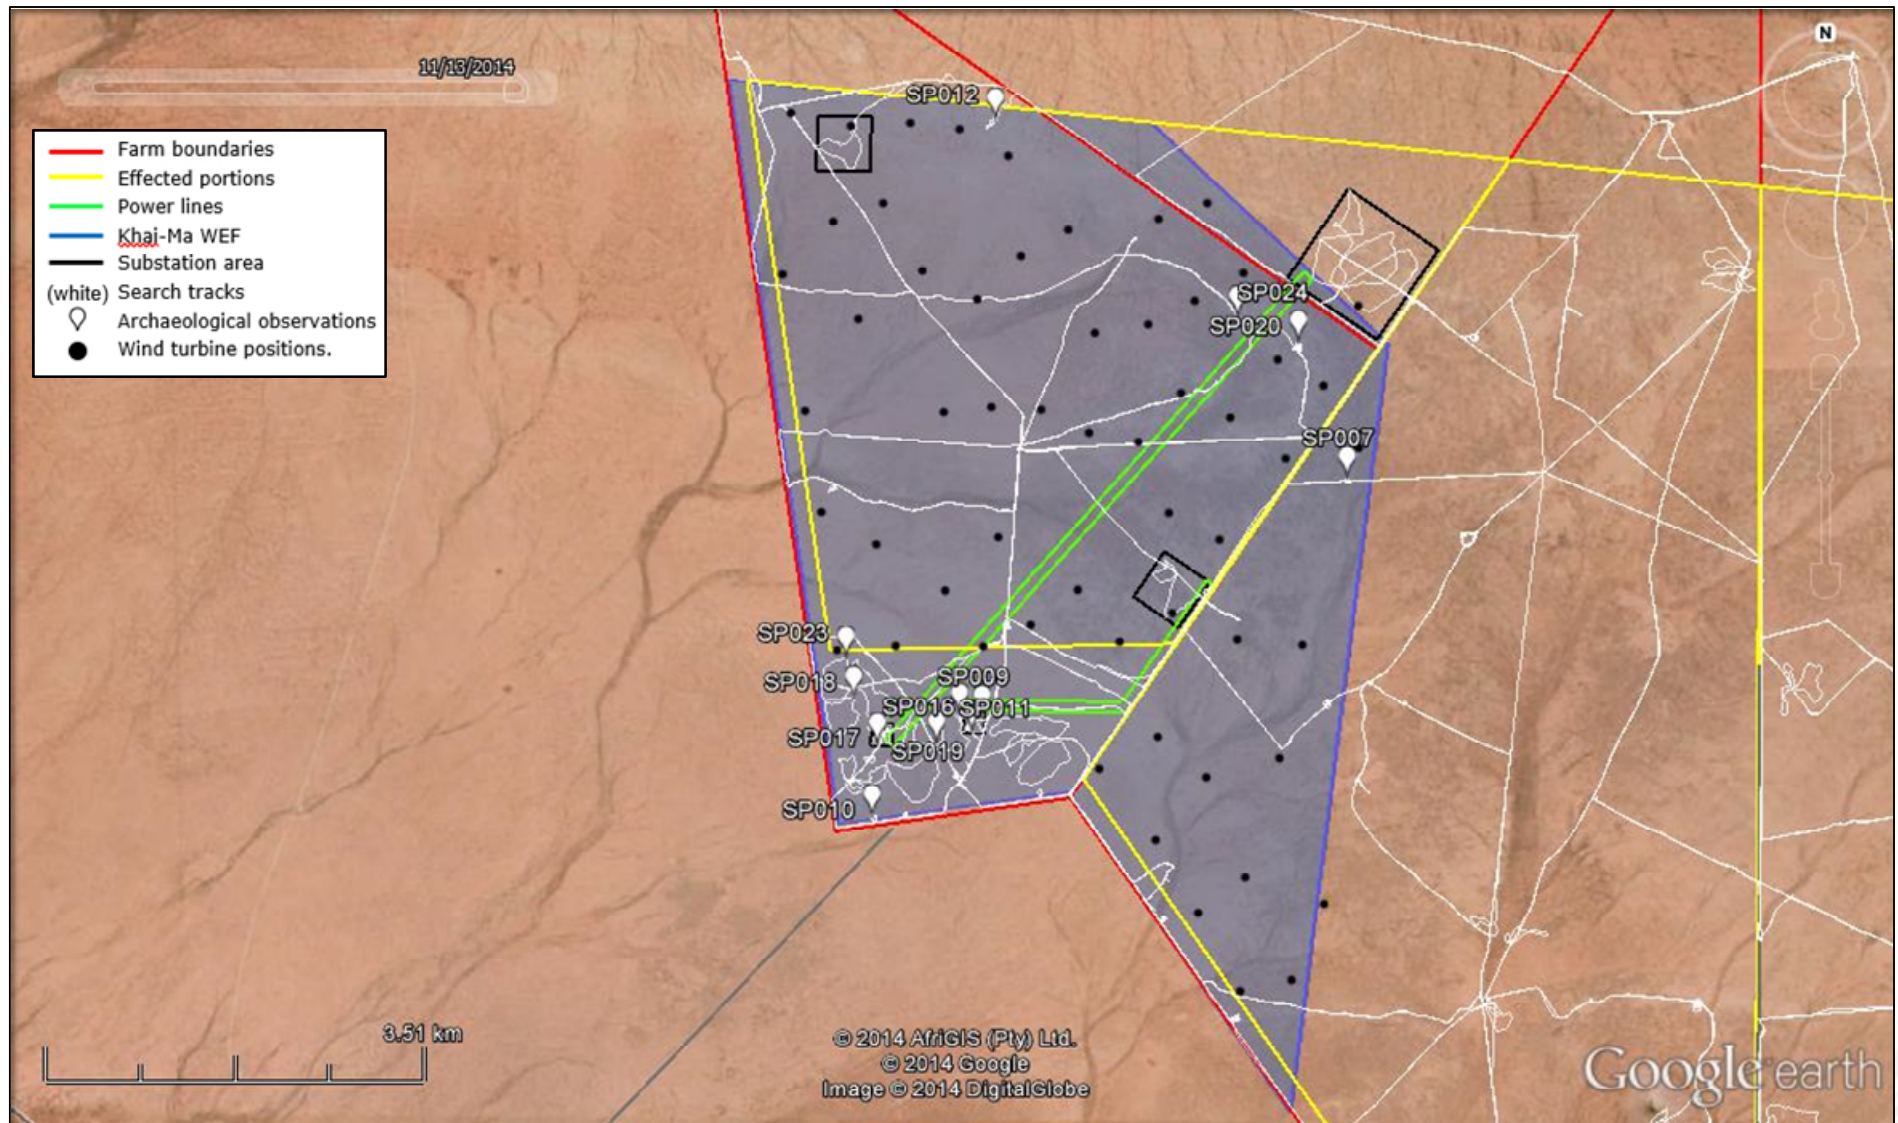 11/13/2014
N
Farm boundaries
Effected portions
Power lines
Khai-Ma WEF
Substation area
(white) Search tracks
Archaeological observations
Wind turbine positions.
SP012
SP024
SP020
SP007
SP023
SP018
SP009
SP016
SP011
SP017
SP019
SP010
3.51 km
© 2014 AfriGIS (Pty) Ltd.
© 2014 Google
Image © 2014 DigitalGlobe
Google earth